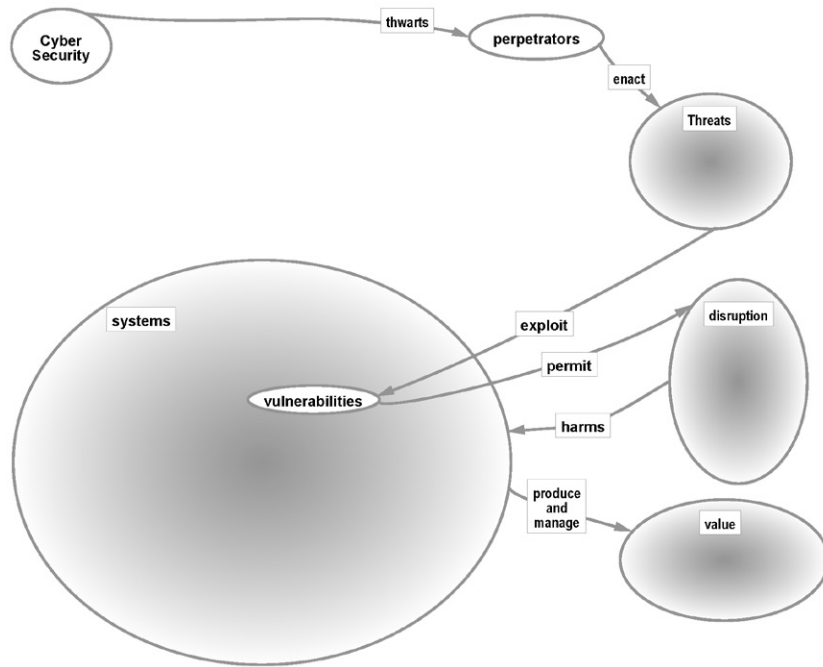 Cyber
Security
thwarts
perpetrators
enact
Threats
systems
exploit
disruption
permit
vulnerabilities
harms
produce
and
manage
value